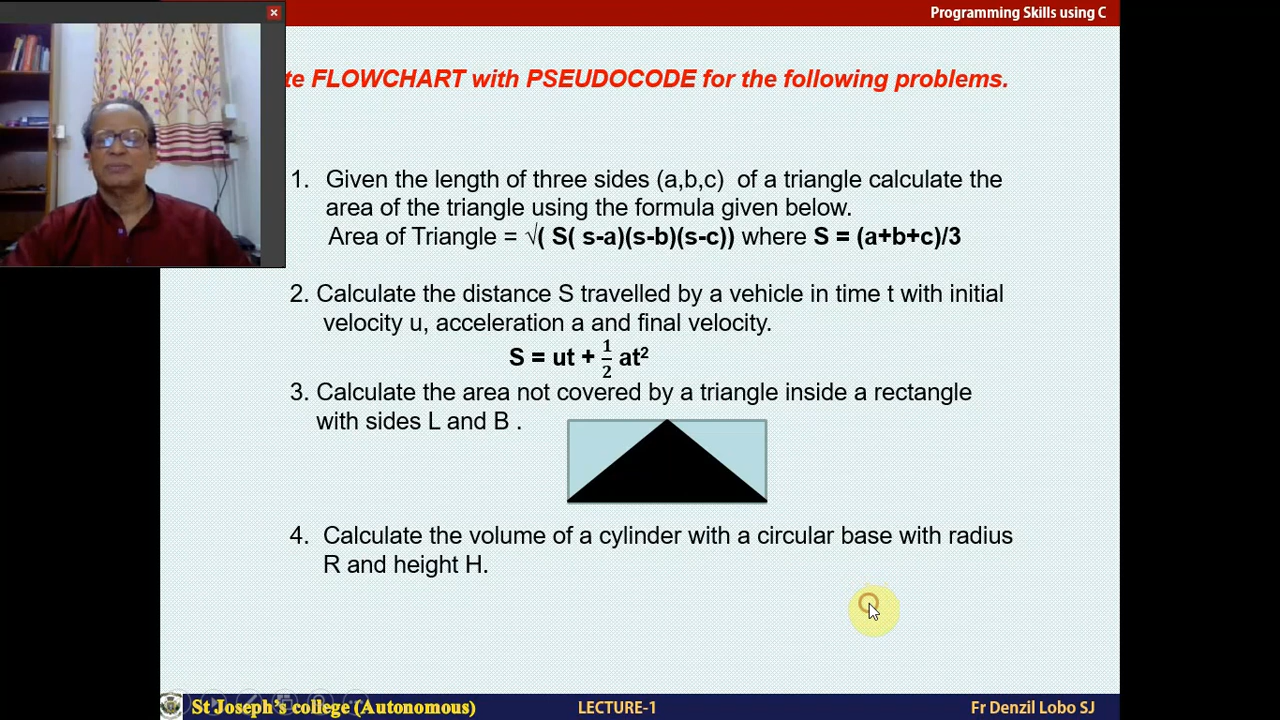 Programming Skills using C
te FLOWCHART with PSEUDOCODE for the following problems.
1. Given the length of three sides (a,b,c) of a triangle calculate the
area of the triangle using the formula given below.
Area of Triangle = √( S( s-a)(s-b)(s-c)) where S = (a+b+c)/3
2. Calculate the distance S travelled by a vehicle in time t with initial
velocity u, acceleration a and final velocity.
S = ut + 1/2 at²
3. Calculate the area not covered by a triangle inside a rectangle
with sides L and B .
4. Calculate the volume of a cylinder with a circular base with radius
R and height H.
St Joseph's college (Autonomous) LECTURE-1 Fr Denzil Lobo SJ